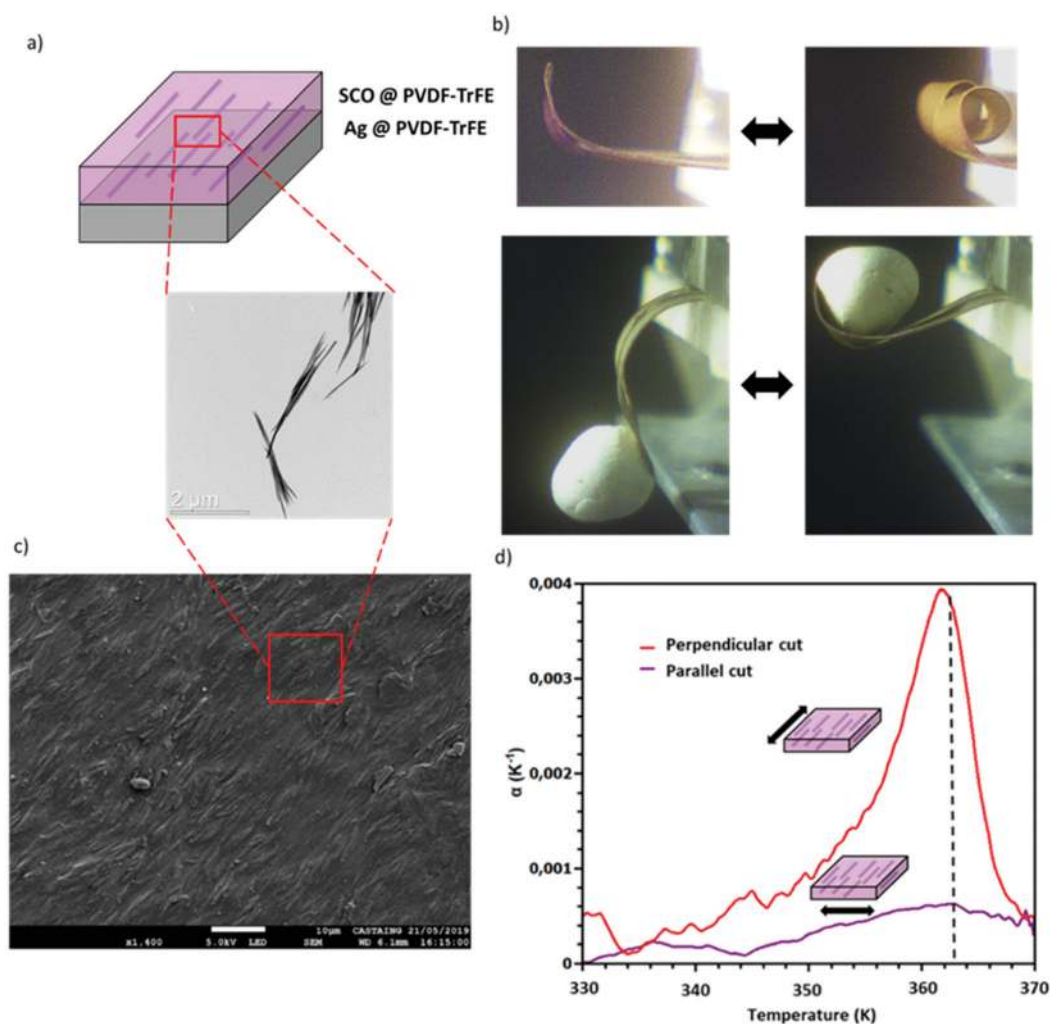 a)
b)
SCO @ PVDF-TrFE
Ag @ PVDF-TrFE
2 µm
c)
d)
10µm CASTAING 21/05/2019
x1,400 5.0kV LED SEM WD 6.1mm 16:15:00
0,004
0,003
0,002
0,001
0
α (K⁻¹)
Perpendicular cut
Parallel cut
330 340 350 360 370
Temperature (K)